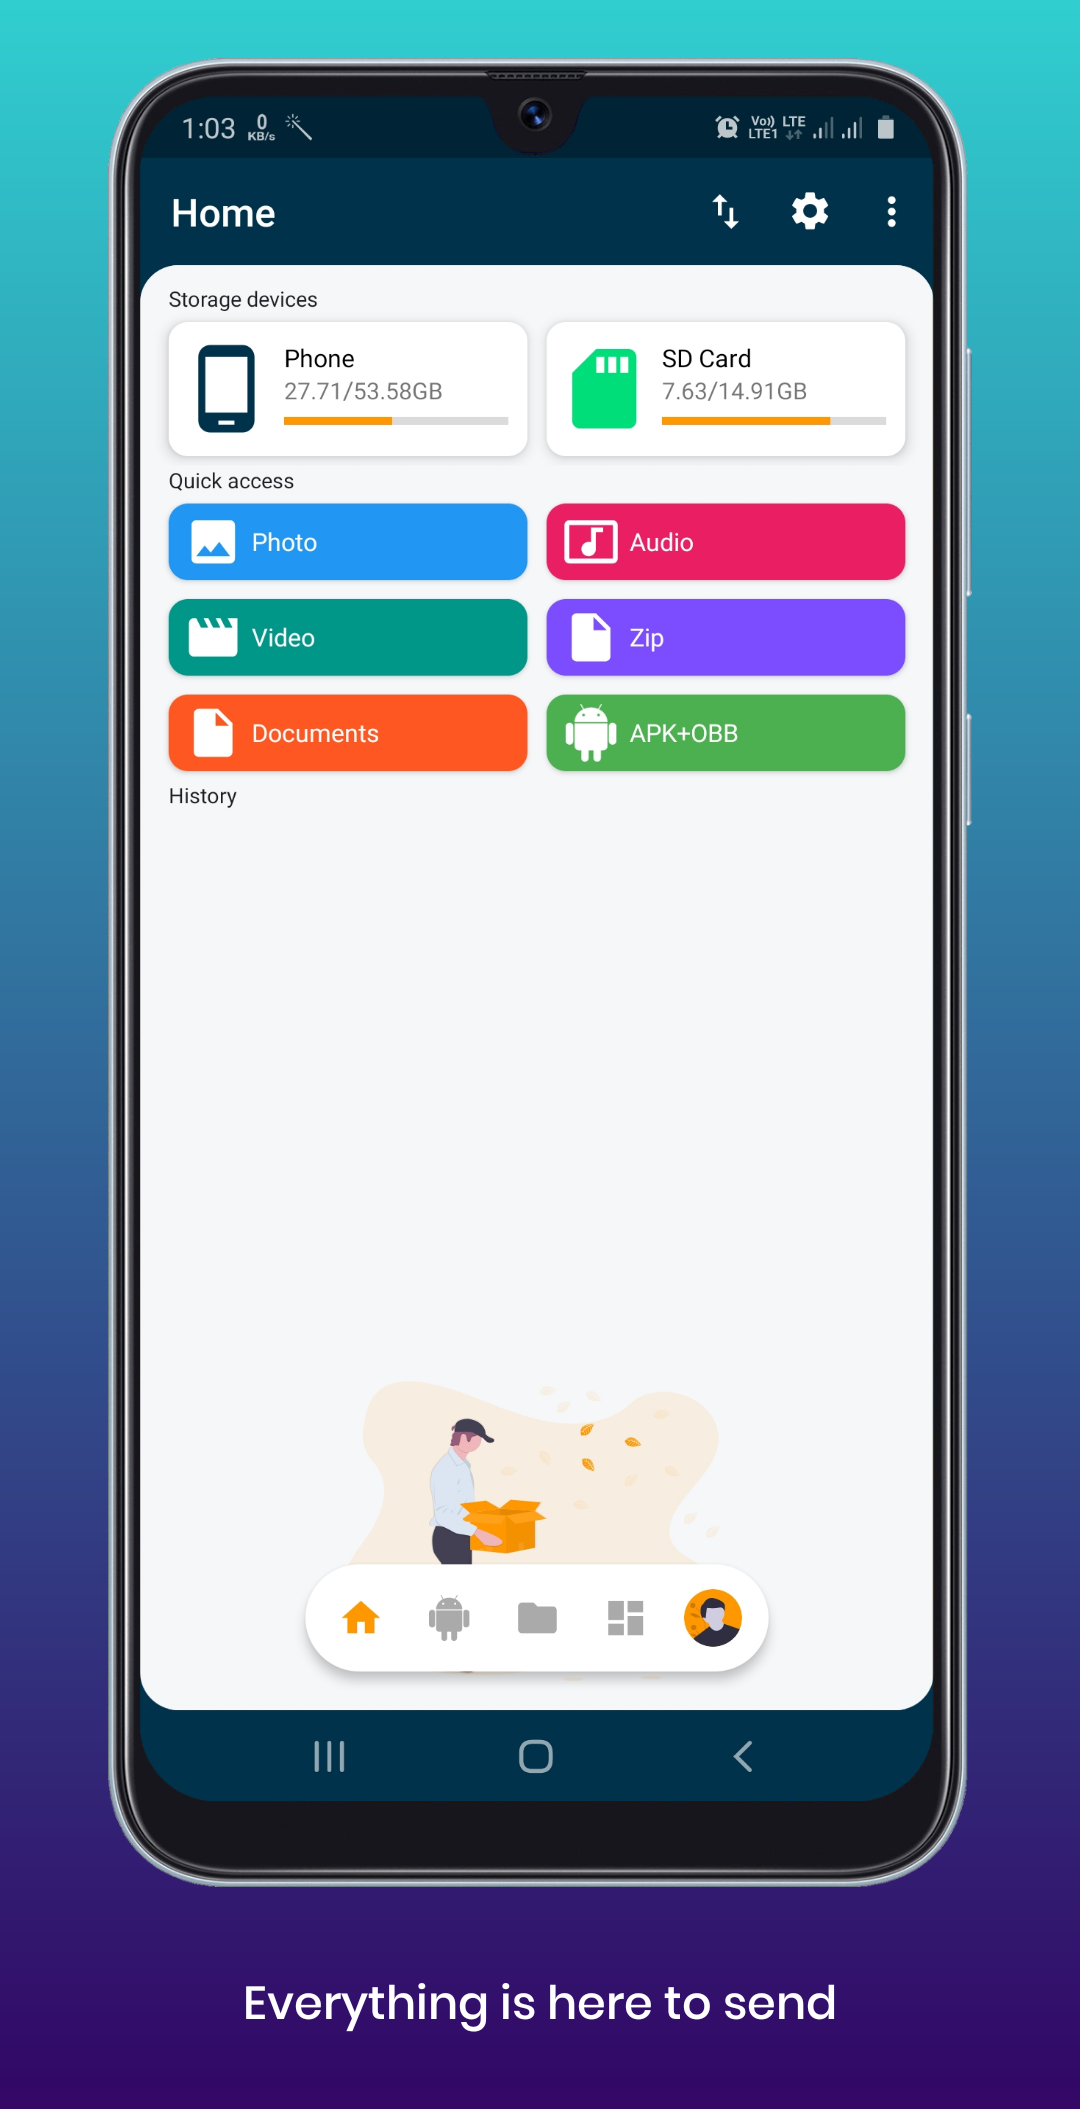 1:03 0 KB/s Vo)) LTE LTE1
Home
Storage devices
Phone
27.71/53.58GB
SD Card
7.63/14.91GB
Quick access
Photo
Audio
Video
Zip
Documents
APK+OBB
History
Everything is here to send